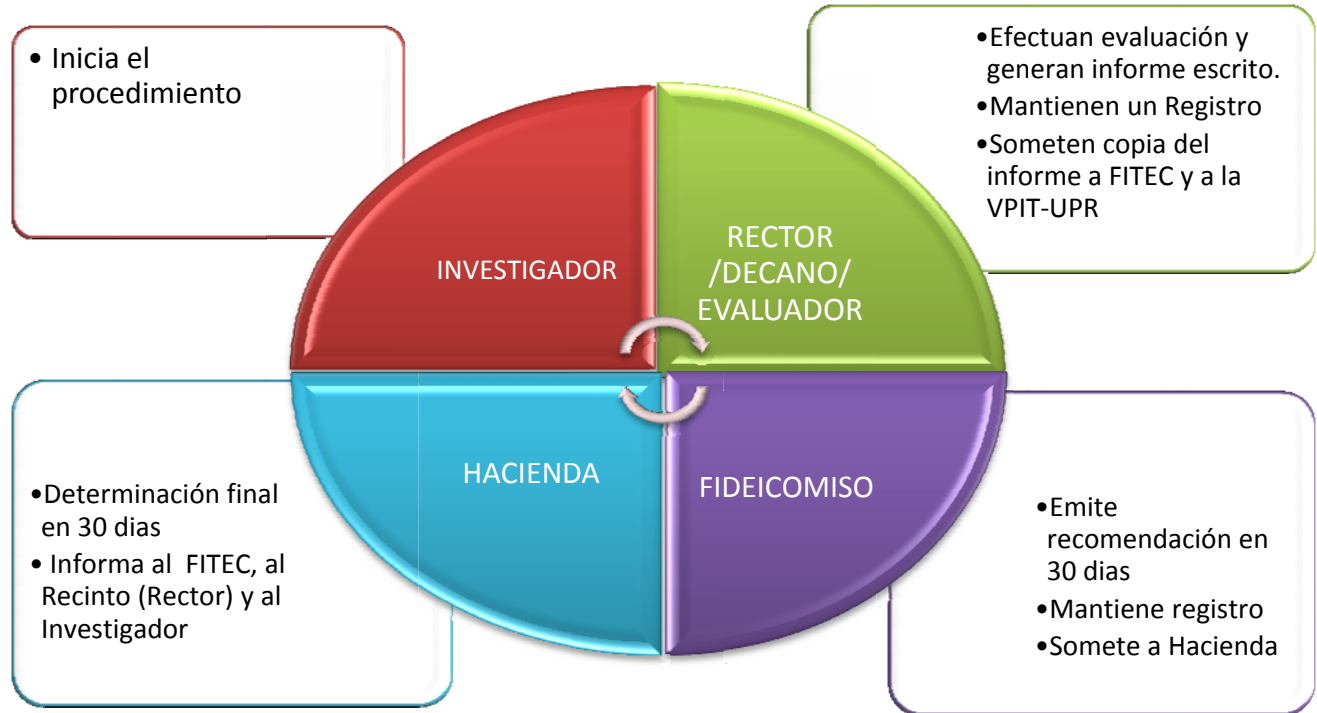 • Inicia el
procedimiento
•Efectuan evaluación y
generan informe escrito.
•Mantienen un Registro
•Someten copia del
informe a FITEC y a la
VPIT-UPR
INVESTIGADOR
RECTOR
/DECANO/
EVALUADOR
HACIENDA
FIDEICOMISO
•Determinación final
en 30 dias
• Informa al FITEC, al
Recinto (Rector) y al
Investigador
•Emite
recomendación en
30 dias
•Mantiene registro
•Somete a Hacienda